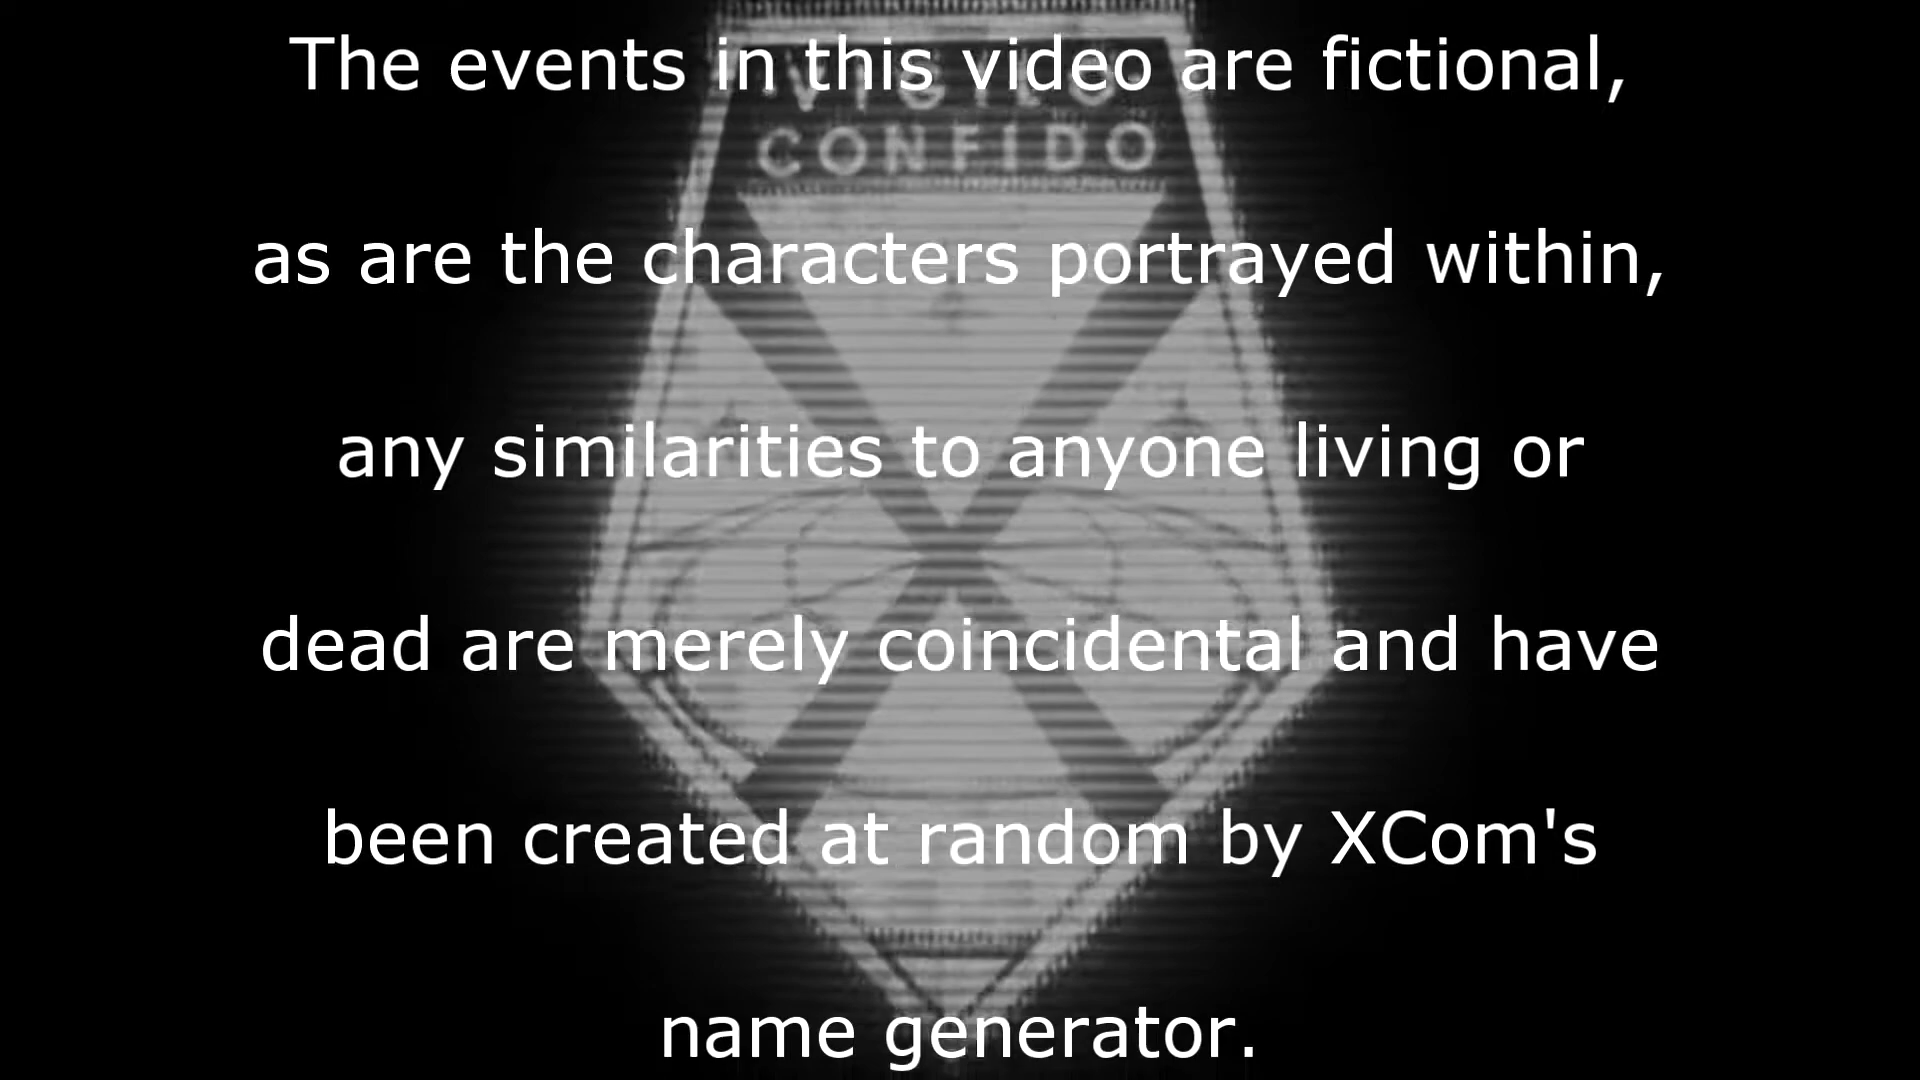 The events in this video are fictional,
VIGILO
CONFIDO
as are the characters portrayed within,
any similarities to anyone living or
dead are merely coincidental and have
been created at random by XCom's
name generator.